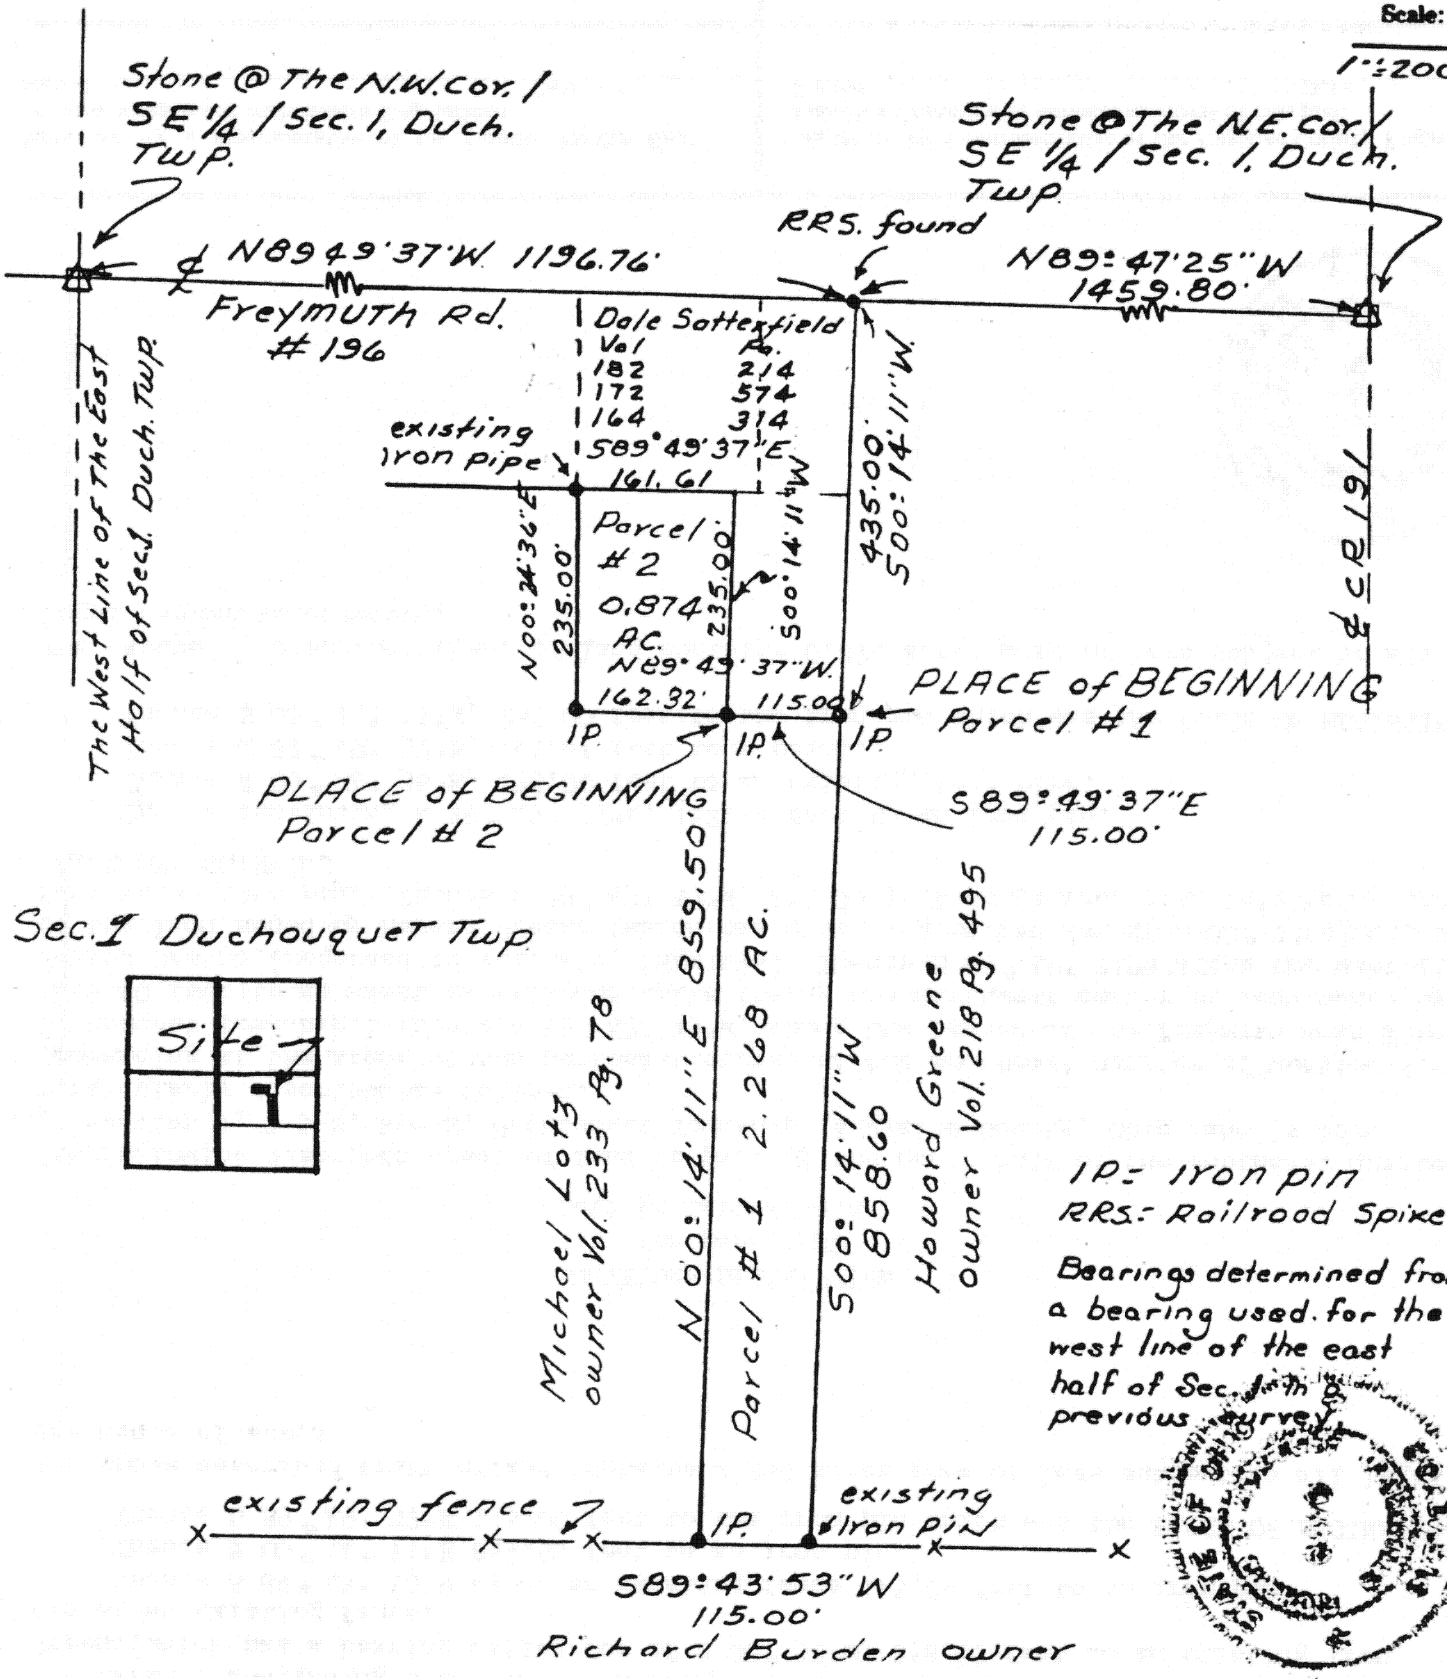 Scale:
1"=200
Stone @ The N.W. Cor. /
SE 1/4 / Sec. 1, Duch.
Twp.
Stone @ The N.E. Cor. /
SE 1/4 / Sec. 1, Duch.
Twp.
RRS. found
N89 49' 37' W 1196.76'
N89° 47' 25" W
1459.80'
Freymuth Rd.
# 196
Dale Satterfield
Vol Pg.
182 214
172 574
164 314
S89° 49' 37" E
161.61
existing
iron pipe
The West Line of The East
Half of Sec. 1 Duch. Twp.
N00° 24' 36" E
235.00'
Parcel
# 2
0.874
AC.
235.00'
S00° 14' 11" W
435.00'
S00° 14' 11" W.
℄ CR 191
N89° 49' 37" W.
162.32' 115.00
I.P. I.P. I.P.
PLACE of BEGINNING
Parcel # 1
PLACE of BEGINNING
Parcel # 2
S89° 49' 37" E
115.00'
Sec. 1 Duchouquet Twp
Site
Michael Lotz
owner Vol. 233 Pg 78
N 00° 14' 11" E 859.50'
Parcel # 1 2.268 AC.
S00° 14' 11" W
858.60
Howard Greene
owner Vol. 218 Pg. 495
IP= Iron pin
RRS.= Railroad Spike
Bearings determined
a bearing used for the
west line of the east
half of Sec. 1 in a
previous survey.
existing fence
I.P.
existing
Iron Pin
S89° 43' 53" W
115.00'
Richard Burden owner
STATE OF OHIO